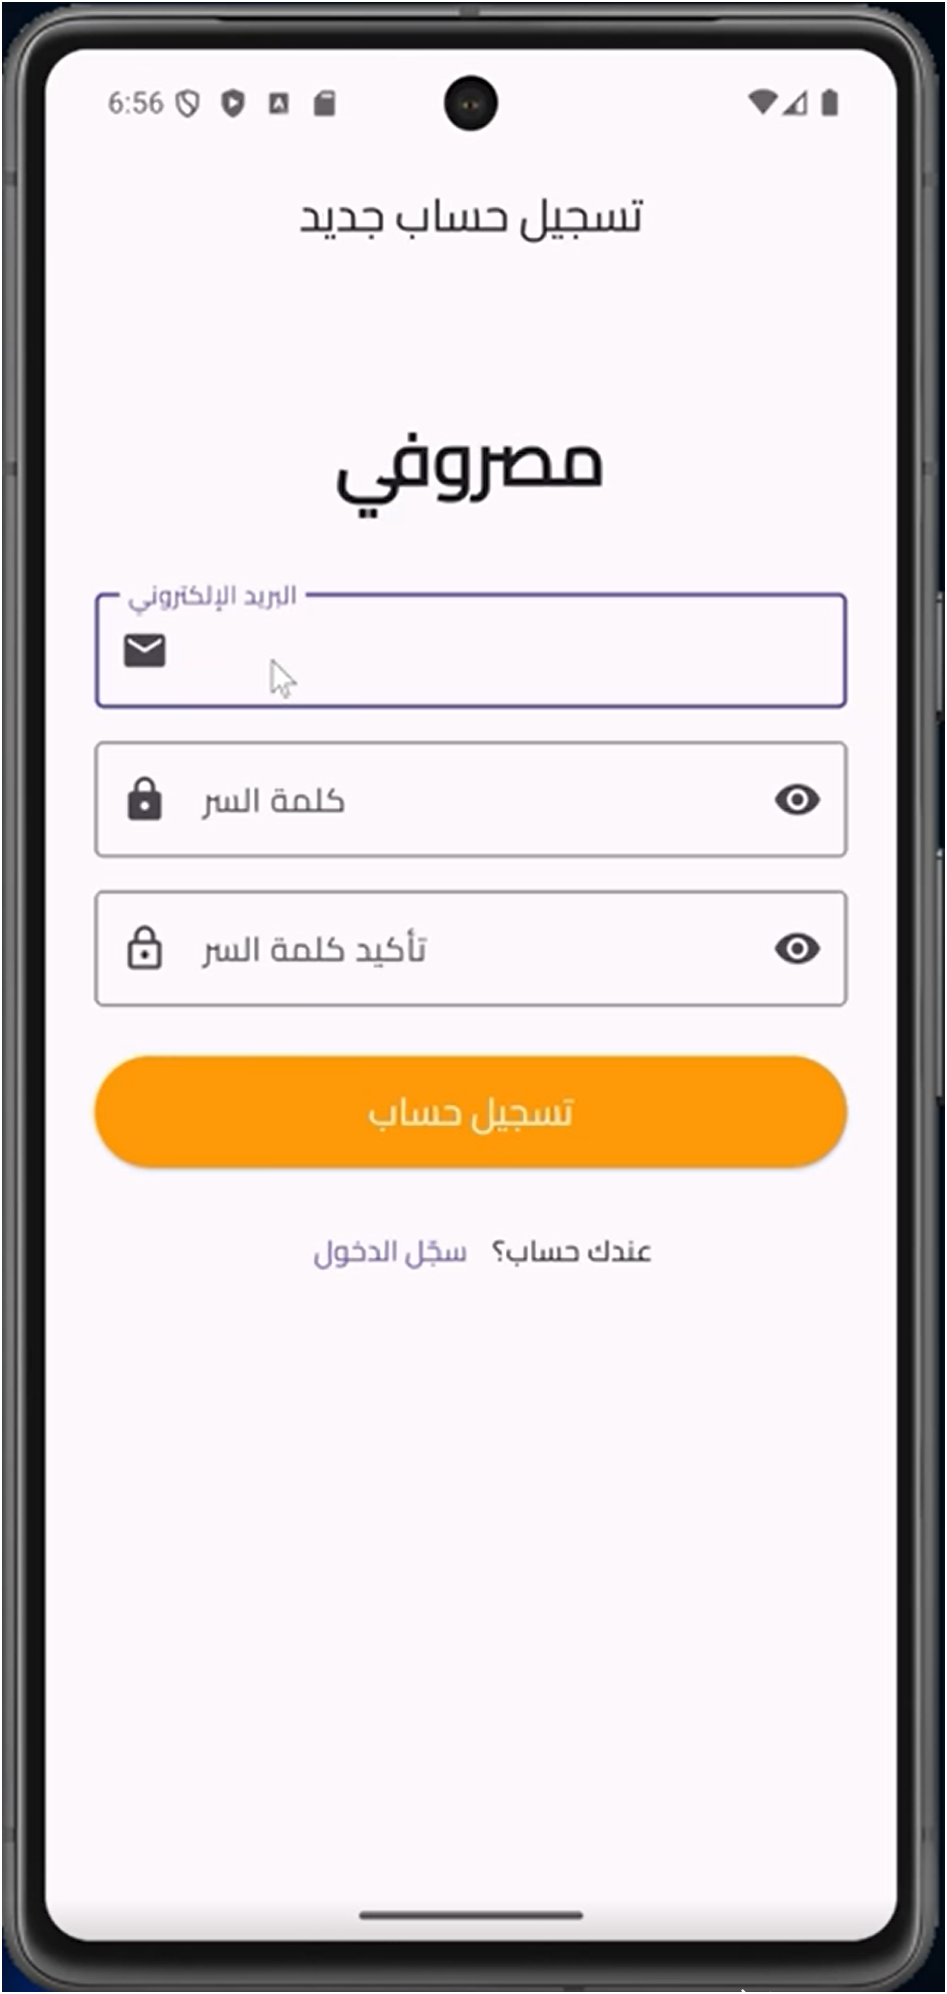 6:56
تسجيل حساب جديد
مصروفي
البريد الإلكتروني
كلمة السر
تأكيد كلمة السر
تسجيل حساب
عندك حساب؟ سجّل الدخول